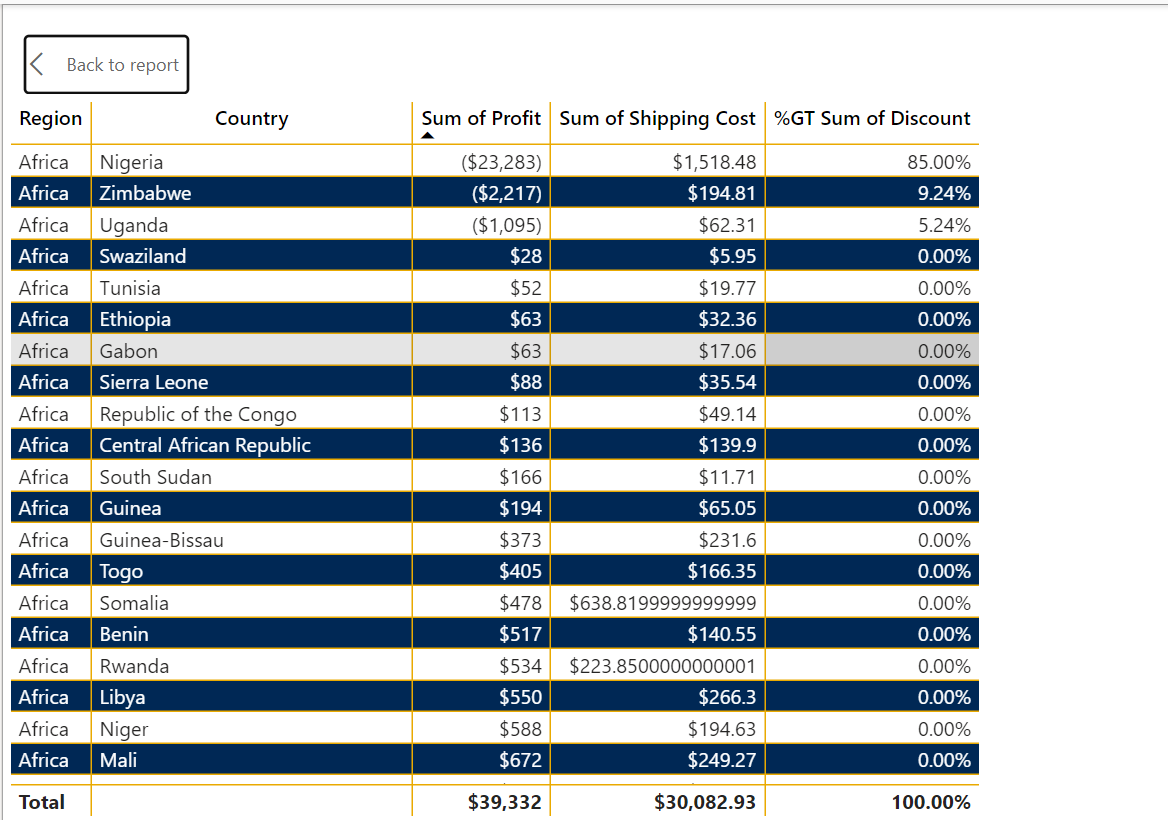 Back to report
Region Country Sum of Profit Sum of Shipping Cost %GT Sum of Discount
Africa Nigeria ($23,283) $1,518.48 85.00%
Africa Zimbabwe ($2,217) $194.81 9.24%
Africa Uganda ($1,095) $62.31 5.24%
Africa Swaziland $28 $5.95 0.00%
Africa Tunisia $52 $19.77 0.00%
Africa Ethiopia $63 $32.36 0.00%
Africa Gabon $63 $17.06 0.00%
Africa Sierra Leone $88 $35.54 0.00%
Africa Republic of the Congo $113 $49.14 0.00%
Africa Central African Republic $136 $139.9 0.00%
Africa South Sudan $166 $11.71 0.00%
Africa Guinea $194 $65.05 0.00%
Africa Guinea-Bissau $373 $231.6 0.00%
Africa Togo $405 $166.35 0.00%
Africa Somalia $478 $638.8199999999999 0.00%
Africa Benin $517 $140.55 0.00%
Africa Rwanda $534 $223.8500000000001 0.00%
Africa Libya $550 $266.3 0.00%
Africa Niger $588 $194.63 0.00%
Africa Mali $672 $249.27 0.00%
Total $39,332 $30,082.93 100.00%